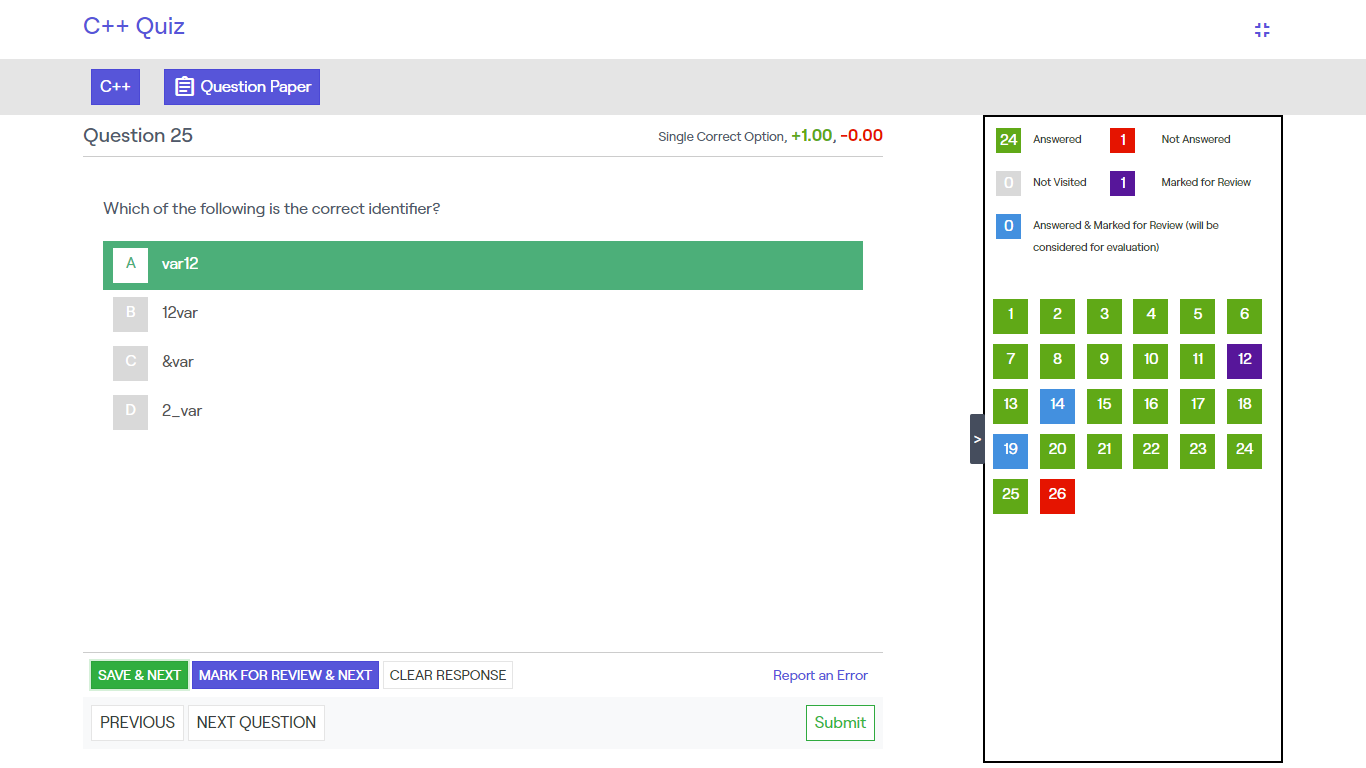 C++ Quiz
C++ Question Paper
Question 25 Single Correct Option, +1.00, -0.00
Which of the following is the correct identifier?
A var12
B 12var
C &var
D 2_var
SAVE & NEXT MARK FOR REVIEW & NEXT CLEAR RESPONSE Report an Error
PREVIOUS NEXT QUESTION Submit
24 Answered 1 Not Answered
0 Not Visited 1 Marked for Review
0 Answered & Marked for Review (will be
considered for evaluation)
1 2 3 4 5 6
7 8 9 10 11 12
13 14 15 16 17 18
>
19 20 21 22 23 24
25 26